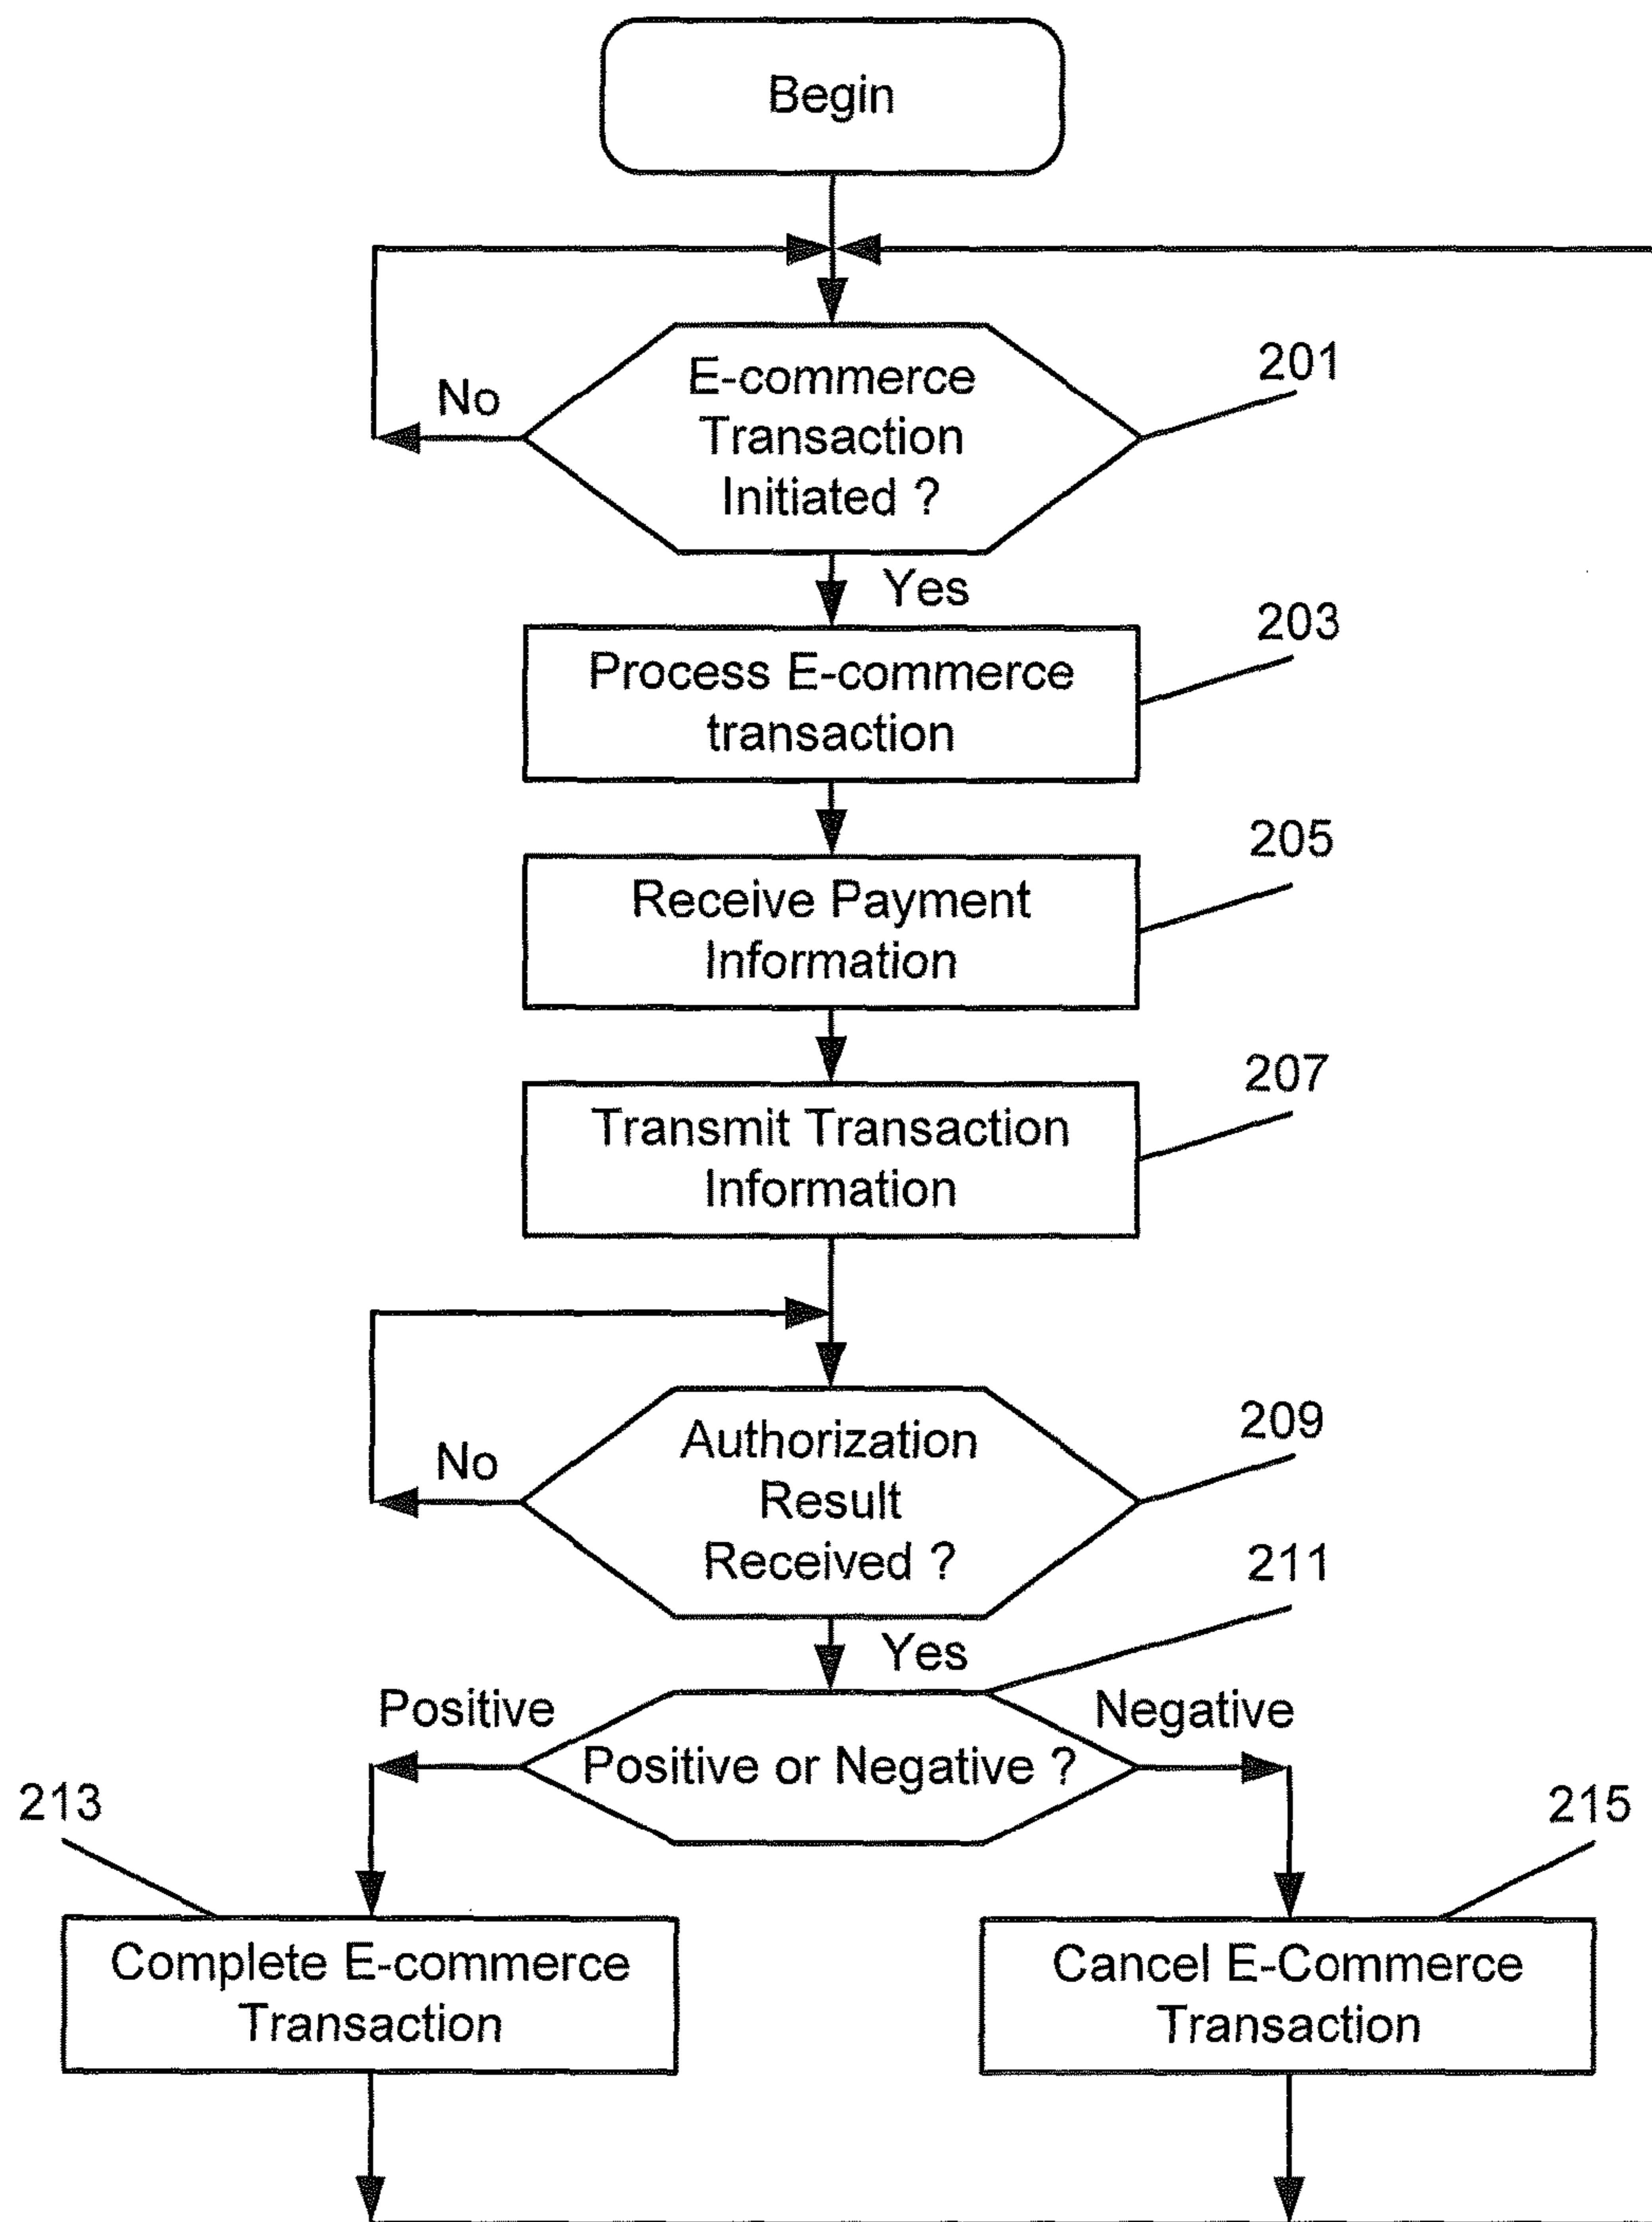 Begin
E-commerce
Transaction
Initiated ?
201
No
Yes
Process E-commerce
transaction
203
Receive Payment
Information
205
Transmit Transaction
Information
207
Authorization
Result
Received ?
209
No
Yes
211
Positive
Positive or Negative ?
Negative
213
215
Complete E-commerce
Transaction
Cancel E-Commerce
Transaction